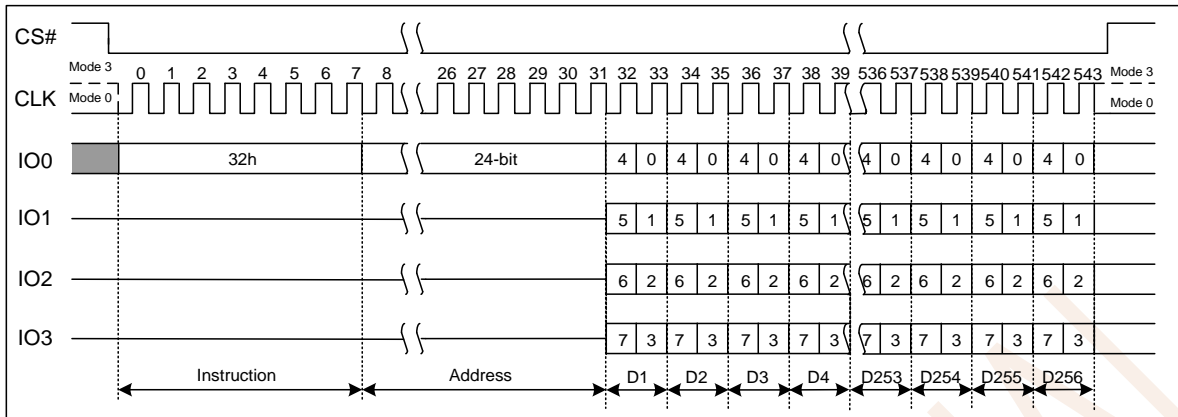 CS#
Mode 3 0 1 2 3 4 5 6 7 8 26 27 28 29 30 31 32 33 34 35 36 37 38 39 536 537 538 539 540 541 542 543 Mode 3
CLK Mode 0 Mode 0
IO0 32h 24-bit 4 0 4 0 4 0 4 0 4 0 4 0 4 0 4 0
IO1 5 1 5 1 5 1 5 1 5 1 5 1 5 1 5 1
IO2 6 2 6 2 6 2 6 2 6 2 6 2 6 2 6 2
IO3 7 3 7 3 7 3 7 3 7 3 7 3 7 3 7 3
Instruction Address D1 D2 D3 D4 D253 D254 D255 D256